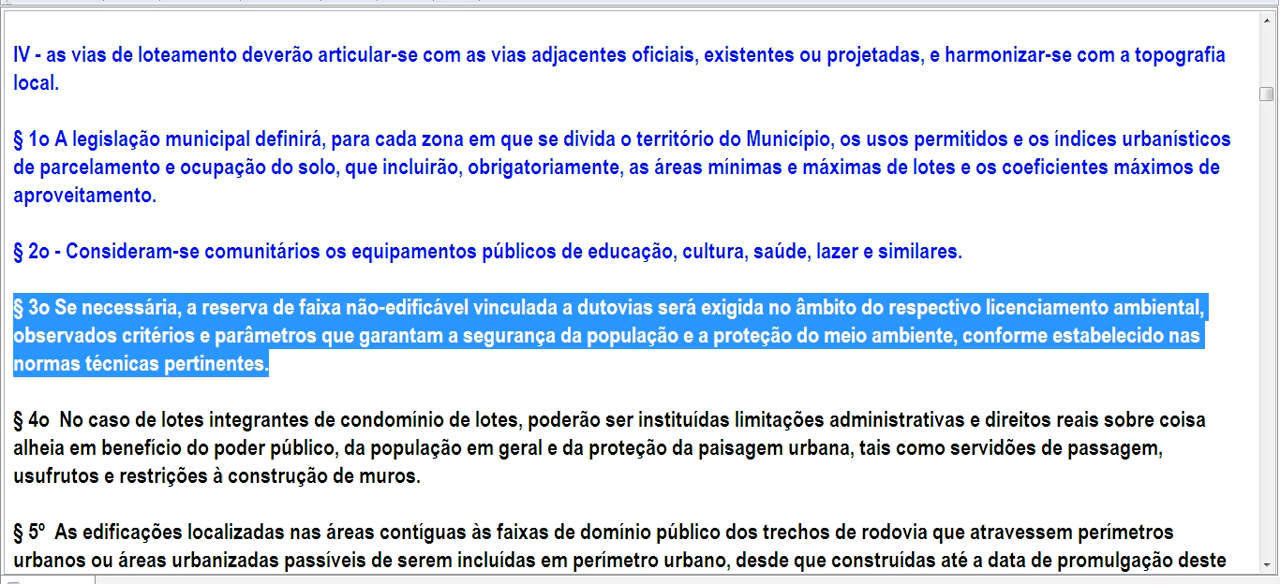 IV - as vias de loteamento deverão articular-se com as vias adjacentes oficiais, existentes ou projetadas, e harmonizar-se com a topografia
local.
§ 1o A legislação municipal definirá, para cada zona em que se divida o território do Município, os usos permitidos e os índices urbanísticos
de parcelamento e ocupação do solo, que incluirão, obrigatoriamente, as áreas mínimas e máximas de lotes e os coeficientes máximos de
aproveitamento.
§ 2o - Consideram-se comunitários os equipamentos públicos de educação, cultura, saúde, lazer e similares.
§ 3o Se necessária, a reserva de faixa não-edificável vinculada a dutovias será exigida no âmbito do respectivo licenciamento ambiental,
observados critérios e parâmetros que garantam a segurança da população e a proteção do meio ambiente, conforme estabelecido nas
normas técnicas pertinentes.
§ 4o  No caso de lotes integrantes de condomínio de lotes, poderão ser instituídas limitações administrativas e direitos reais sobre coisa
alheia em benefício do poder público, da população em geral e da proteção da paisagem urbana, tais como servidões de passagem,
usufrutos e restrições à construção de muros.
§ 5º  As edificações localizadas nas áreas contíguas às faixas de domínio público dos trechos de rodovia que atravessem perímetros
urbanos ou áreas urbanizadas passíveis de serem incluídas em perímetro urbano, desde que construídas até a data de promulgação deste